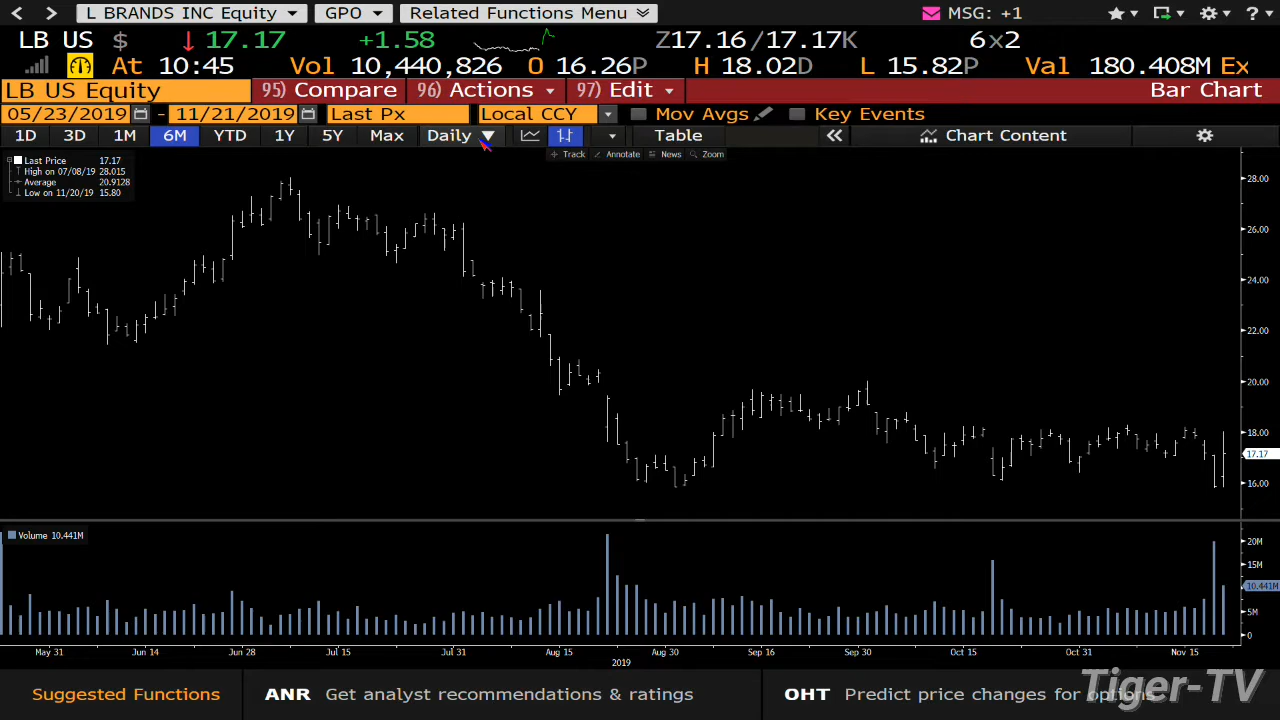 L BRANDS INC Equity GPO Related Functions Menu MSG: +1 ?
LB US $ 17.17 +1.58 Z17.16/17.17K 6x2
At 10:45 Vol 10,440,826 O 16.26P H 18.02D L 15.82P Val 180.408M Ex
LB US Equity 95) Compare 96) Actions 97) Edit Bar Chart
05/23/2019 - 11/21/2019 Last Px Local CCY Mov Avgs Key Events
1D 3D 1M 6M YTD 1Y 5Y Max Daily Table Chart Content
Track Annotate News Zoom
Last Price 17.17
High on 07/08/19 28.015
Average 20.9128
Low on 11/20/19 15.80
28.00
26.00
24.00
22.00
20.00
18.00
17.17
16.00
Volume 10.441M
20M
15M
10.441M
5M
0
May 31 Jun 14 Jun 28 Jul 15 Jul 31 Aug 15 Aug 30 Sep 16 Sep 30 Oct 15 Oct 31 Nov 15
2019
Suggested Functions ANR Get analyst recommendations & ratings OHT Predict price changes for options
Tiger-TV